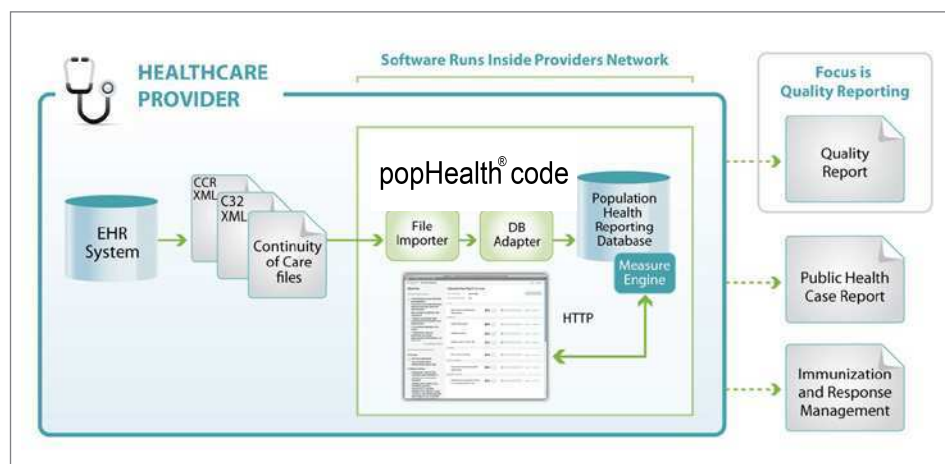 Software Runs Inside Providers Network
HEALTHCARE
PROVIDER
Focus is
Quality Reporting
popHealth® code
EHR
System
CCR
XML
C32
XML
Continuity
of Care
files
File
Importer
DB
Adapter
Population
Health
Reporting
Database
Measure
Engine
HTTP
Quality
Report
Public Health
Case Report
Immunization
and Response
Management